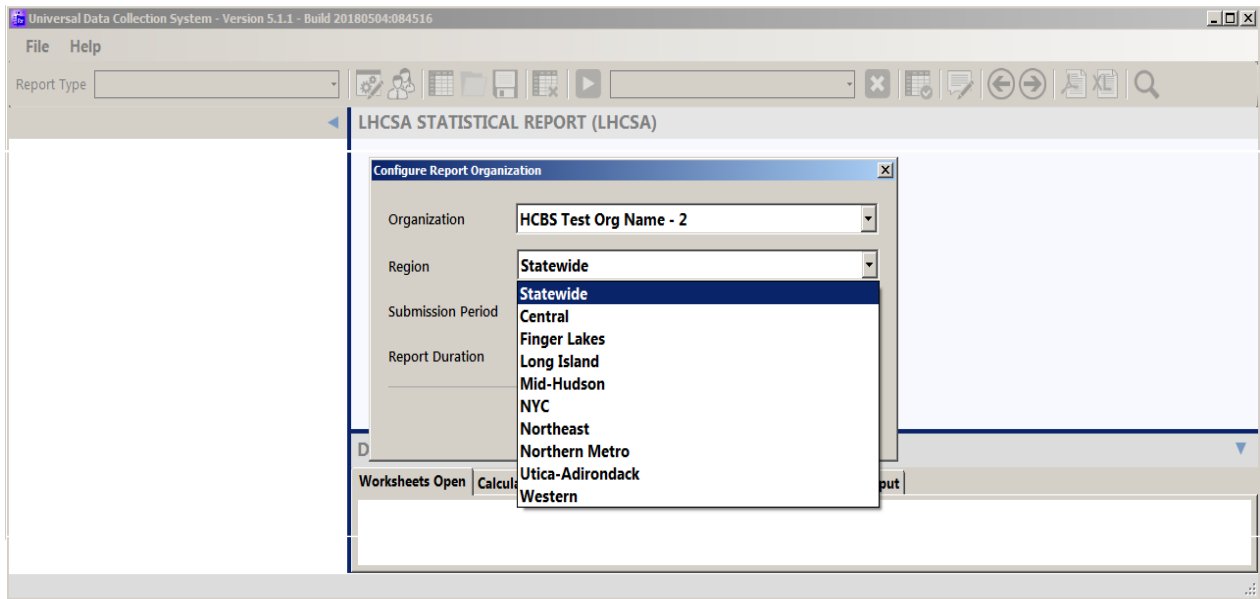 Universal Data Collection System - Version 5.1.1 - Build 20180504:084516
File Help
Report Type
LHCSA STATISTICAL REPORT (LHCSA)
Configure Report Organization
Organization HCBS Test Org Name - 2
Region Statewide
Statewide
Submission Period
Central
Finger Lakes
Long Island
Report Duration
Mid-Hudson
NYC
Northeast
D
Northern Metro
Utica-Adirondack
Worksheets Open Calcula put
Western